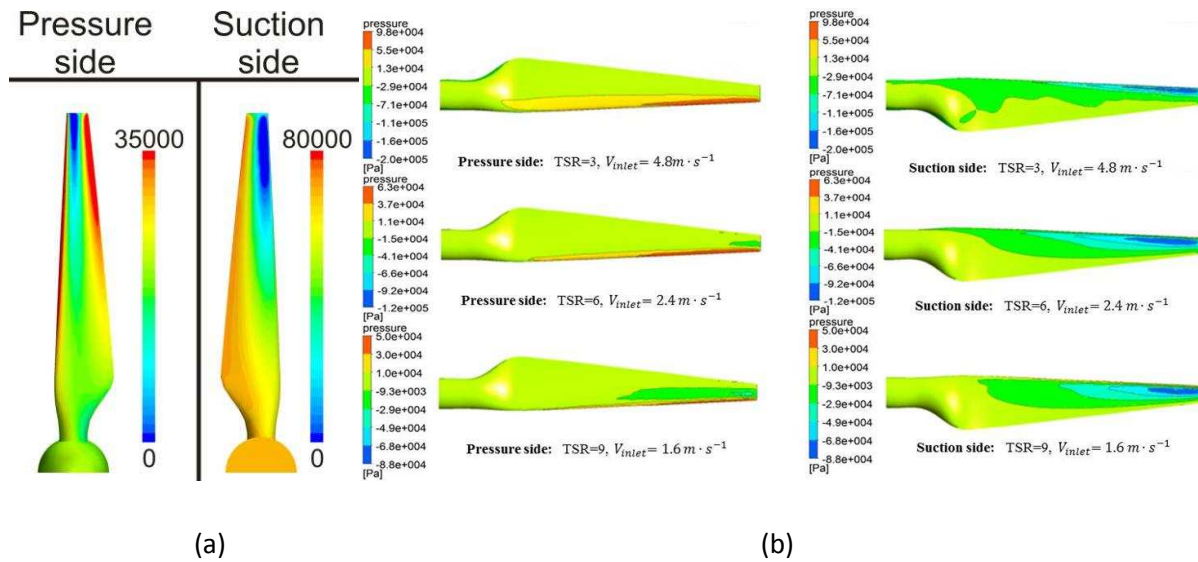 Pressure
side
Suction
side
35000
0
80000
0
pressure
9.8e+004
5.5e+004
1.3e+004
-2.9e+004
-7.1e+004
-1.1e+005
-1.6e+005
-2.0e+005
[Pa]
Pressure side: TSR=3, V_inlet = 4.8m · s⁻¹
pressure
6.3e+004
3.7e+004
1.1e+004
-1.5e+004
-4.1e+004
-6.6e+004
-9.2e+004
-1.2e+005
[Pa]
Pressure side: TSR=6, V_inlet = 2.4 m · s⁻¹
pressure
5.0e+004
3.0e+004
1.0e+004
-9.3e+003
-2.9e+004
-4.9e+004
-6.8e+004
-8.8e+004
[Pa]
Pressure side: TSR=9, V_inlet = 1.6 m · s⁻¹
pressure
9.8e+004
5.5e+004
1.3e+004
-2.9e+004
-7.1e+004
-1.1e+005
-1.6e+005
-2.0e+005
[Pa]
Suction side: TSR=3, V_inlet = 4.8 m · s⁻¹
pressure
6.3e+004
3.7e+004
1.1e+004
-1.5e+004
-4.1e+004
-6.6e+004
-9.2e+004
-1.2e+005
[Pa]
Suction side: TSR=6, V_inlet = 2.4 m · s⁻¹
pressure
5.0e+004
3.0e+004
1.0e+004
-9.3e+003
-2.9e+004
-4.9e+004
-6.8e+004
-8.8e+004
[Pa]
Suction side: TSR=9, V_inlet = 1.6 m · s⁻¹
(a)
(b)